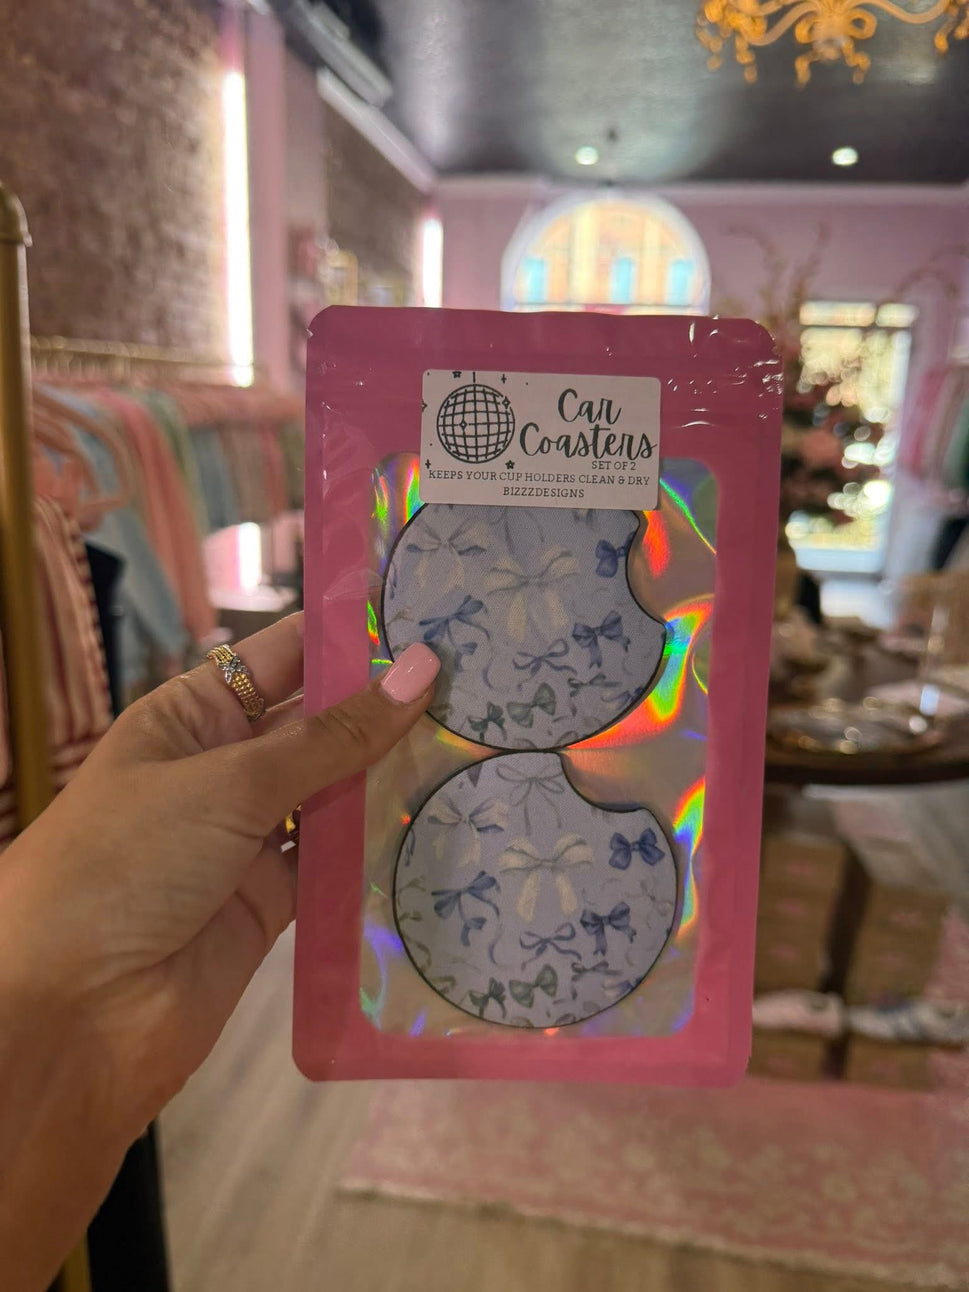 Car
Coasters
SET OF 2
KEEPS YOUR CUP HOLDERS CLEAN & DRY
BIZZZDESIGNS